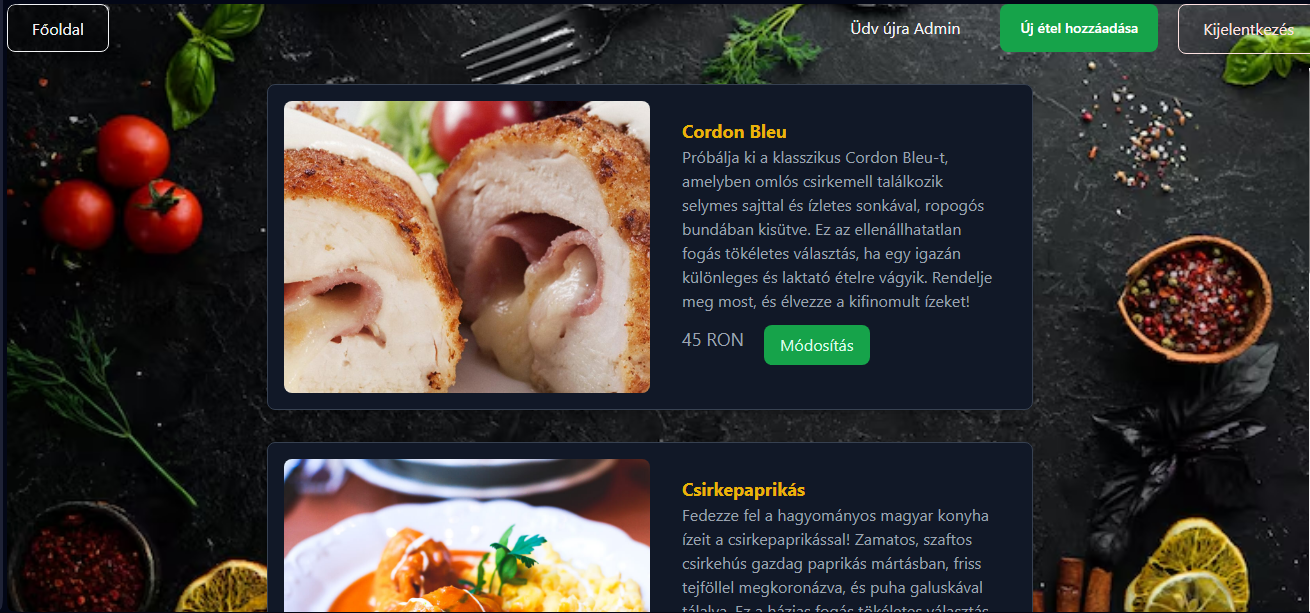 Főoldal
Üdv újra Admin
Új étel hozzáadása
Kijelentkezés
Cordon Bleu
Próbálja ki a klasszikus Cordon Bleu-t,
amelyben omlós csirkemell találkozik
selymes sajttal és ízletes sonkával, ropogós
bundában kisütve. Ez az ellenállhatatlan
fogás tökéletes választás, ha egy igazán
különleges és laktató ételre vágyik. Rendelje
meg most, és élvezze a kifinomult ízeket!
45 RON
Módosítás
Csirkepaprikás
Fedezze fel a hagyományos magyar konyha
ízeit a csirkepaprikással! Zamatos, szaftos
csirkehús gazdag paprikás mártásban, friss
tejföllel megkoronázva, és puha galuskával
tálalva. Ez a házias fogás tökéletes választás